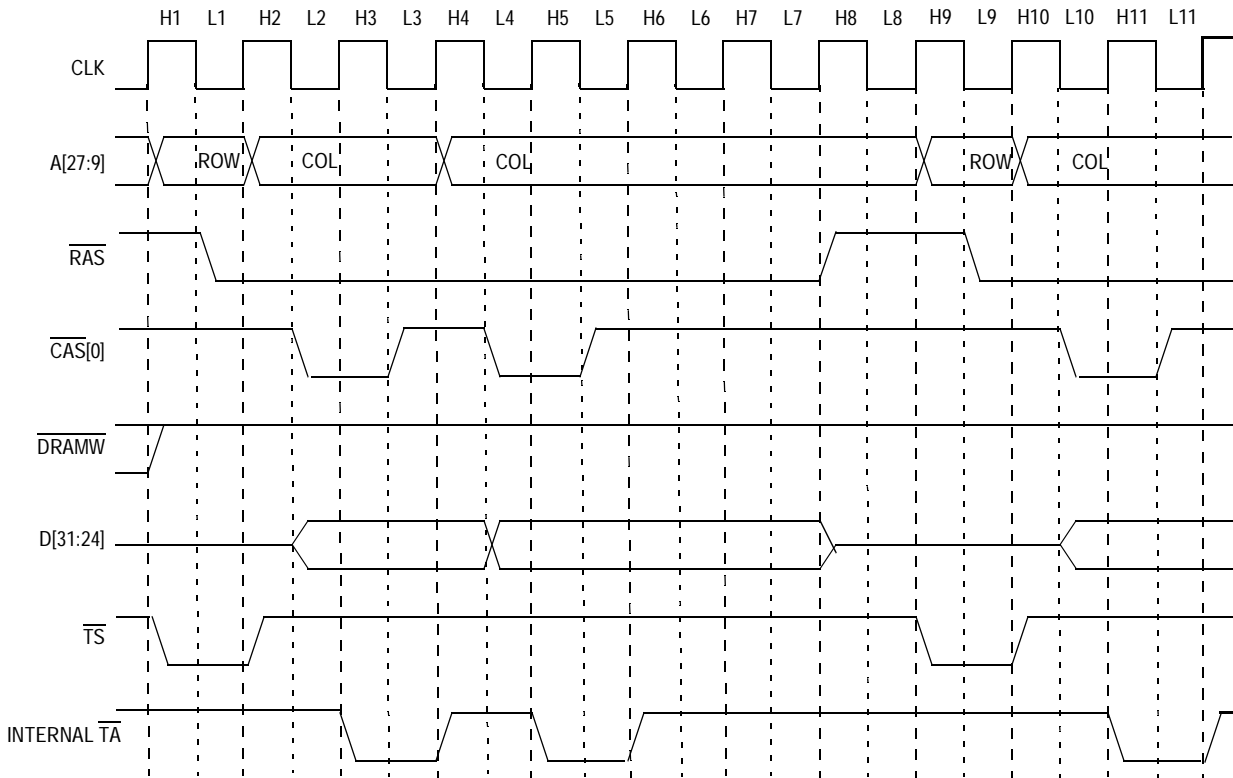 H1 L1 H2 L2 H3 L3 H4 L4 H5 L5 H6 L6 H7 L7 H8 L8 H9 L9 H10 L10 H11 L11
CLK
A[27:9] ROW COL COL ROW COL
RAS
CAS[0]
DRAMW
D[31:24]
TS
INTERNAL TA